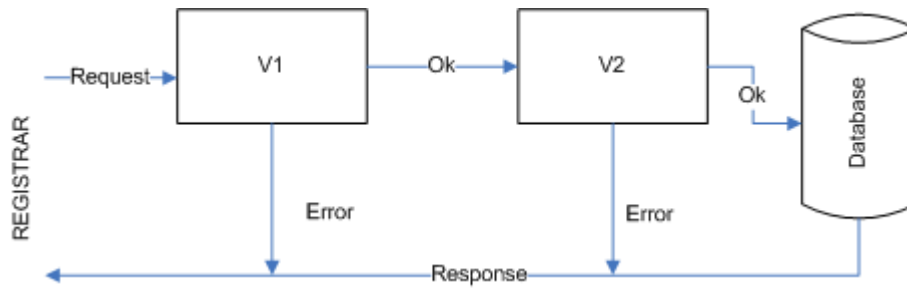 REGISTRAR
Request
V1
Ok
V2
Ok
Database
Error
Error
Response